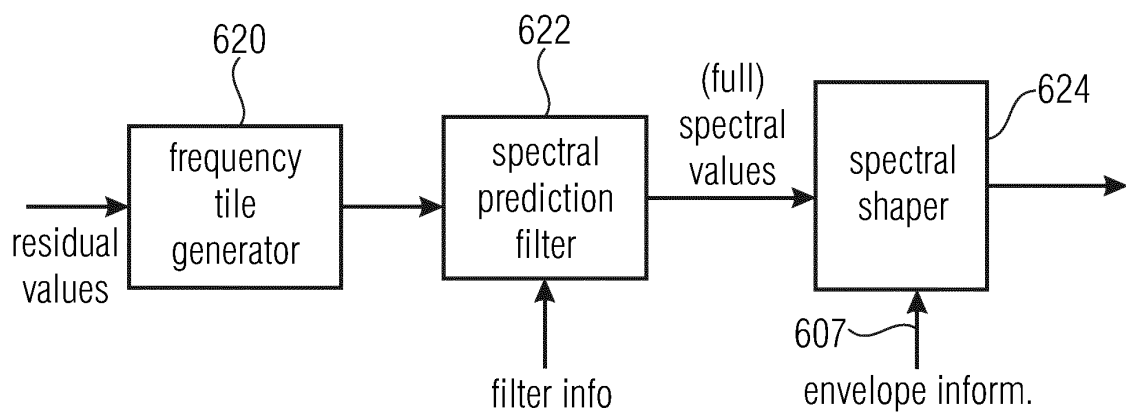 620
622
624
frequency
tile
generator
spectral
prediction
filter
(full)
spectral
values
spectral
shaper
residual
values
607
filter info
envelope inform.